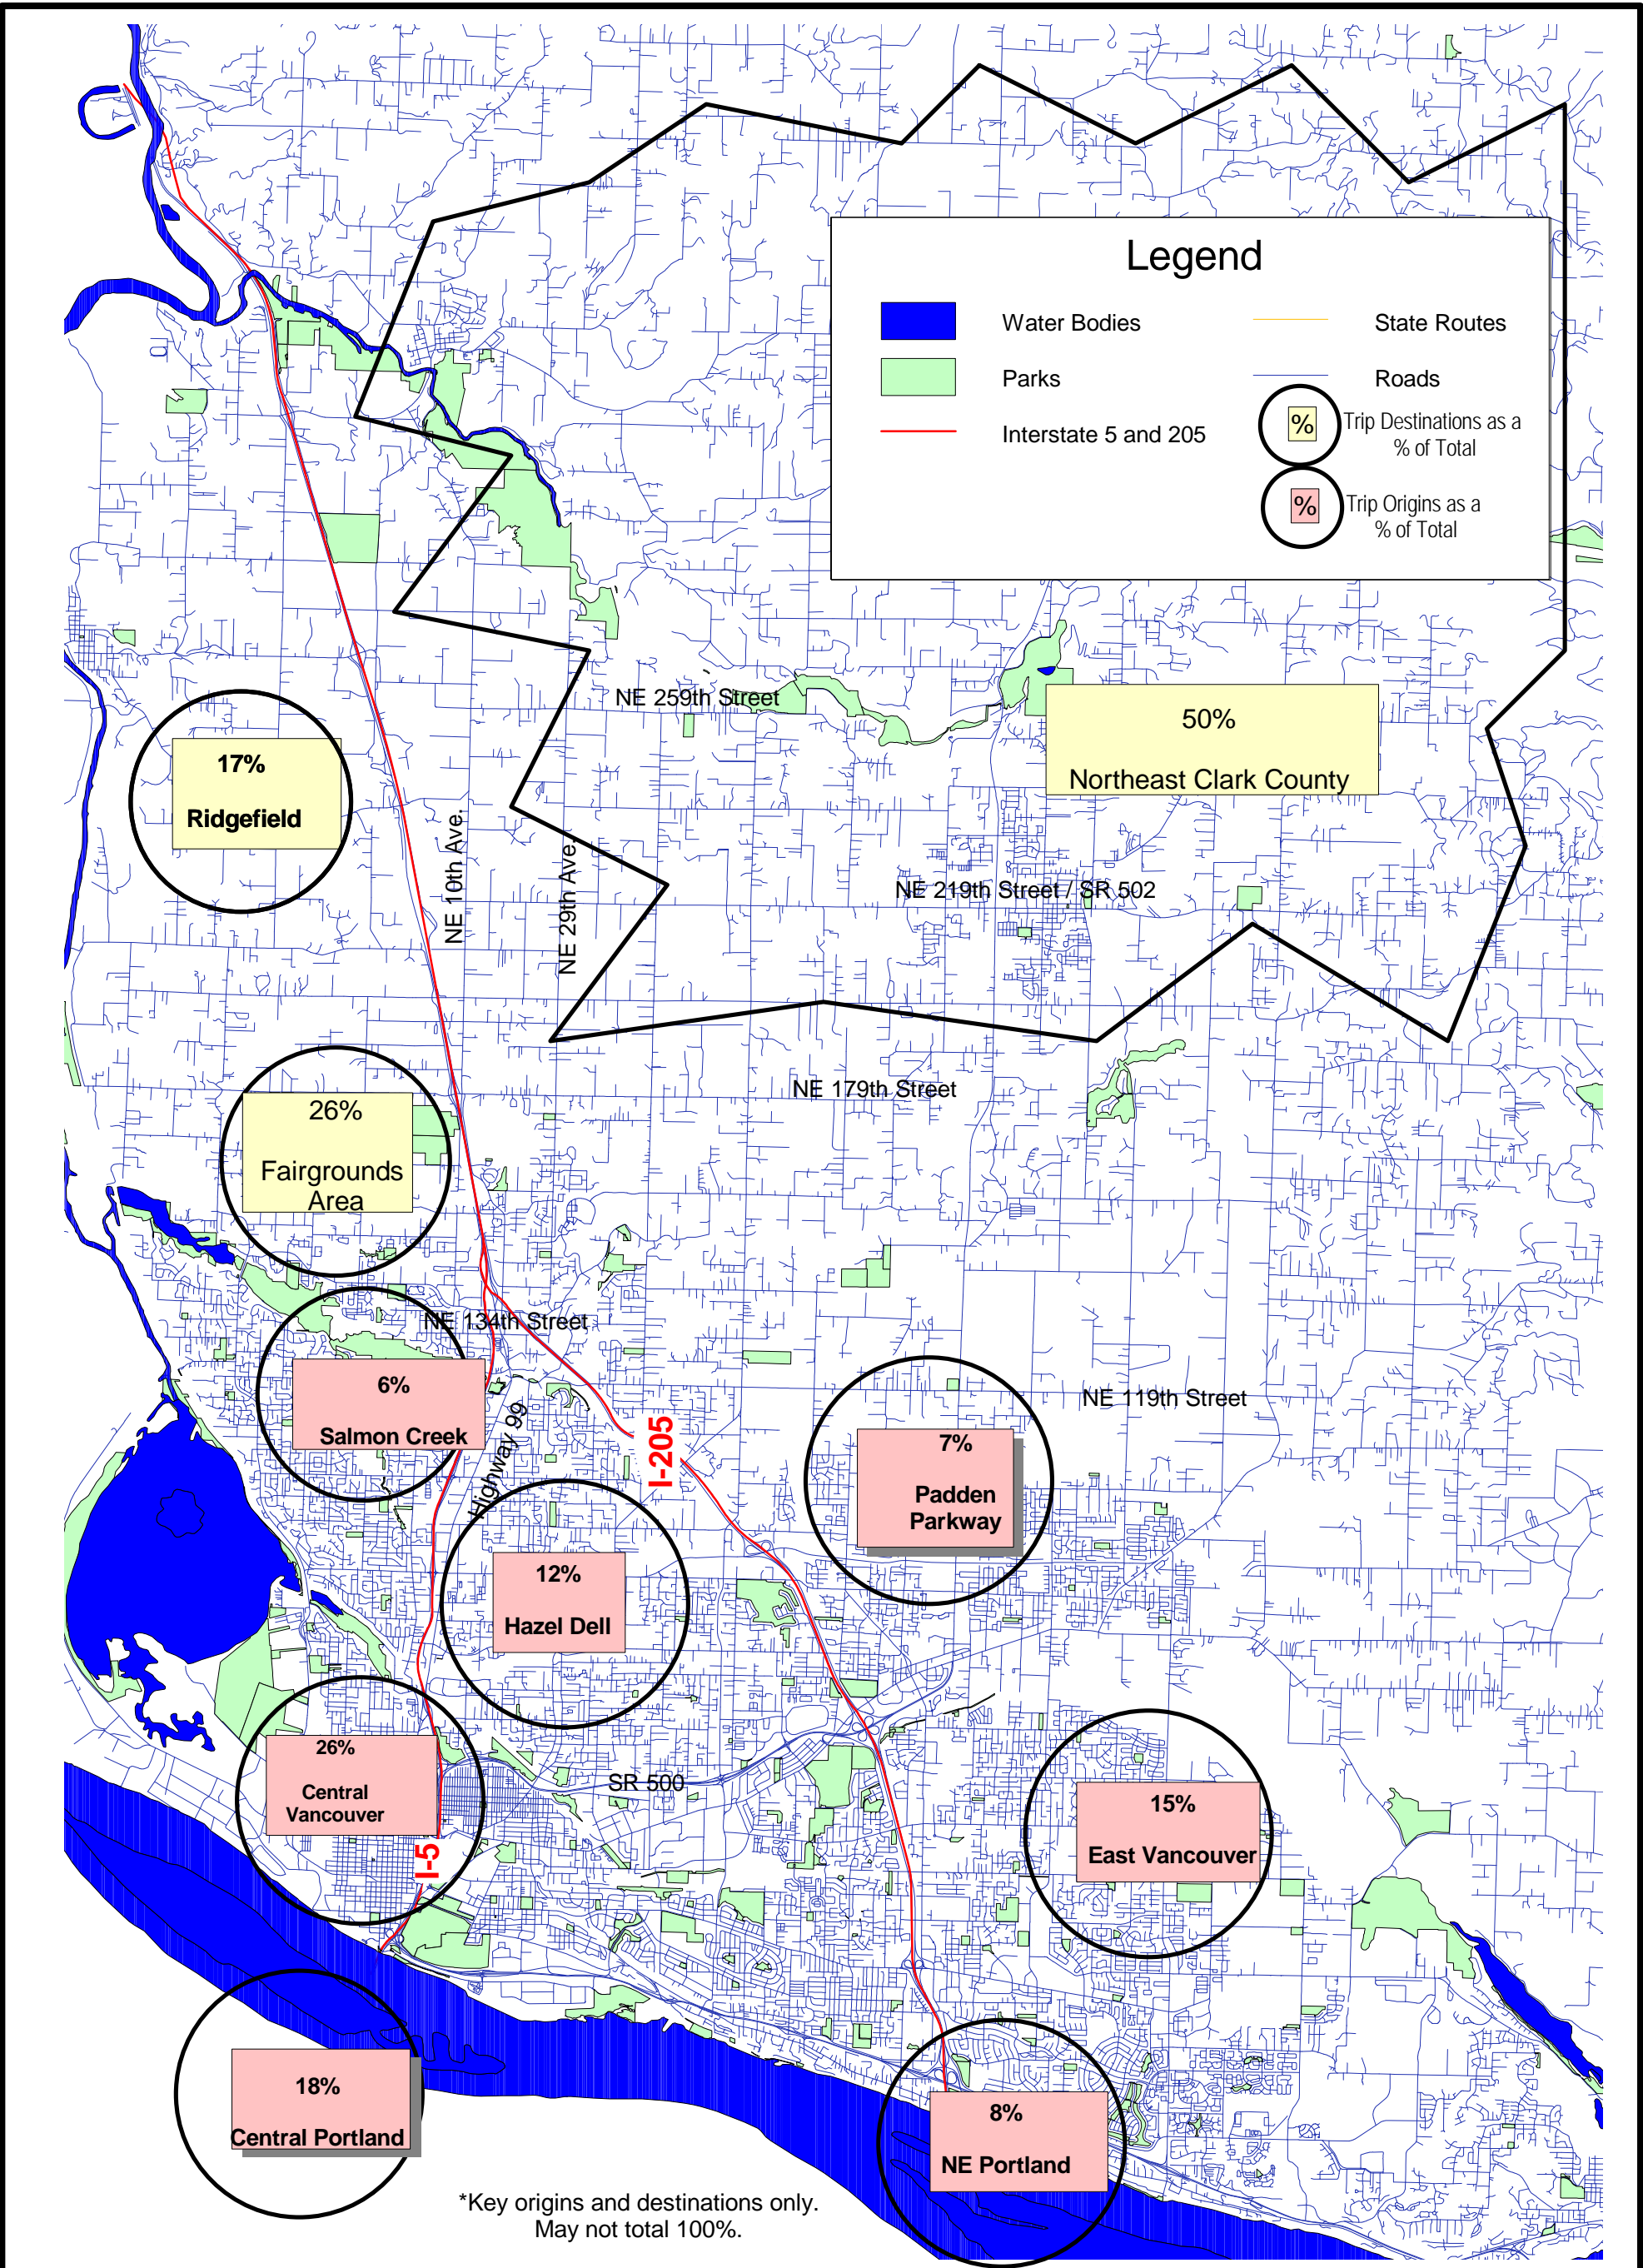 Legend
Water Bodies
State Routes
Parks
Roads
Interstate 5 and 205
%
Trip Destinations as a
% of Total
%
Trip Origins as a
% of Total
NE 259th Street
50%
Northeast Clark County
17%
Ridgefield
NE 10th Ave.
NE 29th Ave.
NE 219th Street / SR 502
NE 179th Street
26%
Fairgrounds
Area
NE 134th Street
6%
Salmon Creek
Highway 99
I-205
NE 119th Street
7%
Padden
Parkway
12%
Hazel Dell
26%
Central
Vancouver
SR 500
I-5
15%
East Vancouver
18%
Central Portland
8%
NE Portland
*Key origins and destinations only.
May not total 100%.